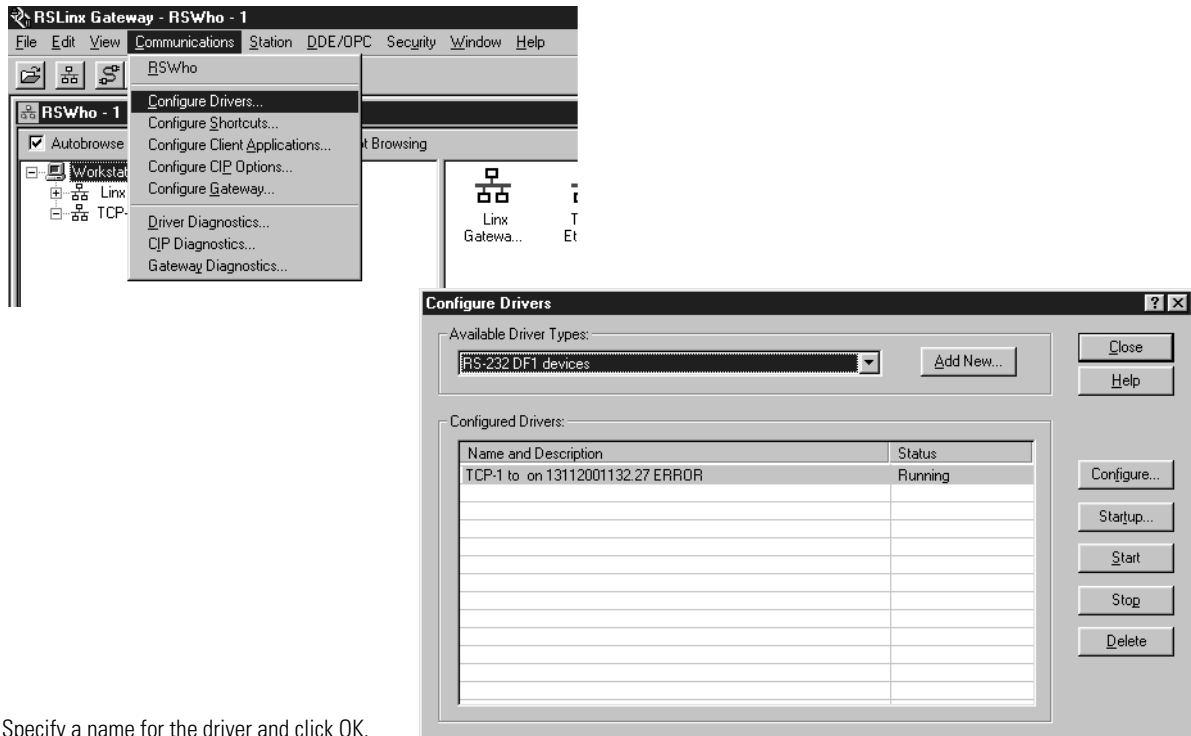 RSLinx Gateway - RSWho - 1
File Edit View Communications Station DDE/OPC Security Window Help
RSWho
Configure Drivers...
Configure Shortcuts...
Configure Client Applications...
Configure CIP Options...
Configure Gateway...
Driver Diagnostics...
CIP Diagnostics...
Gateway Diagnostics...
RSWho - 1
Autobrowse
Browsing
Linx
TCP-
Linx
Gatewa...
Configure Drivers
Available Driver Types:
RS-232 DF1 devices
Add New...
Close
Help
Configured Drivers:
Name and Description Status
TCP-1 to on 13112001132.27 ERROR Running
Configure...
Startup...
Start
Stop
Delete
Specify a name for the driver and click OK.